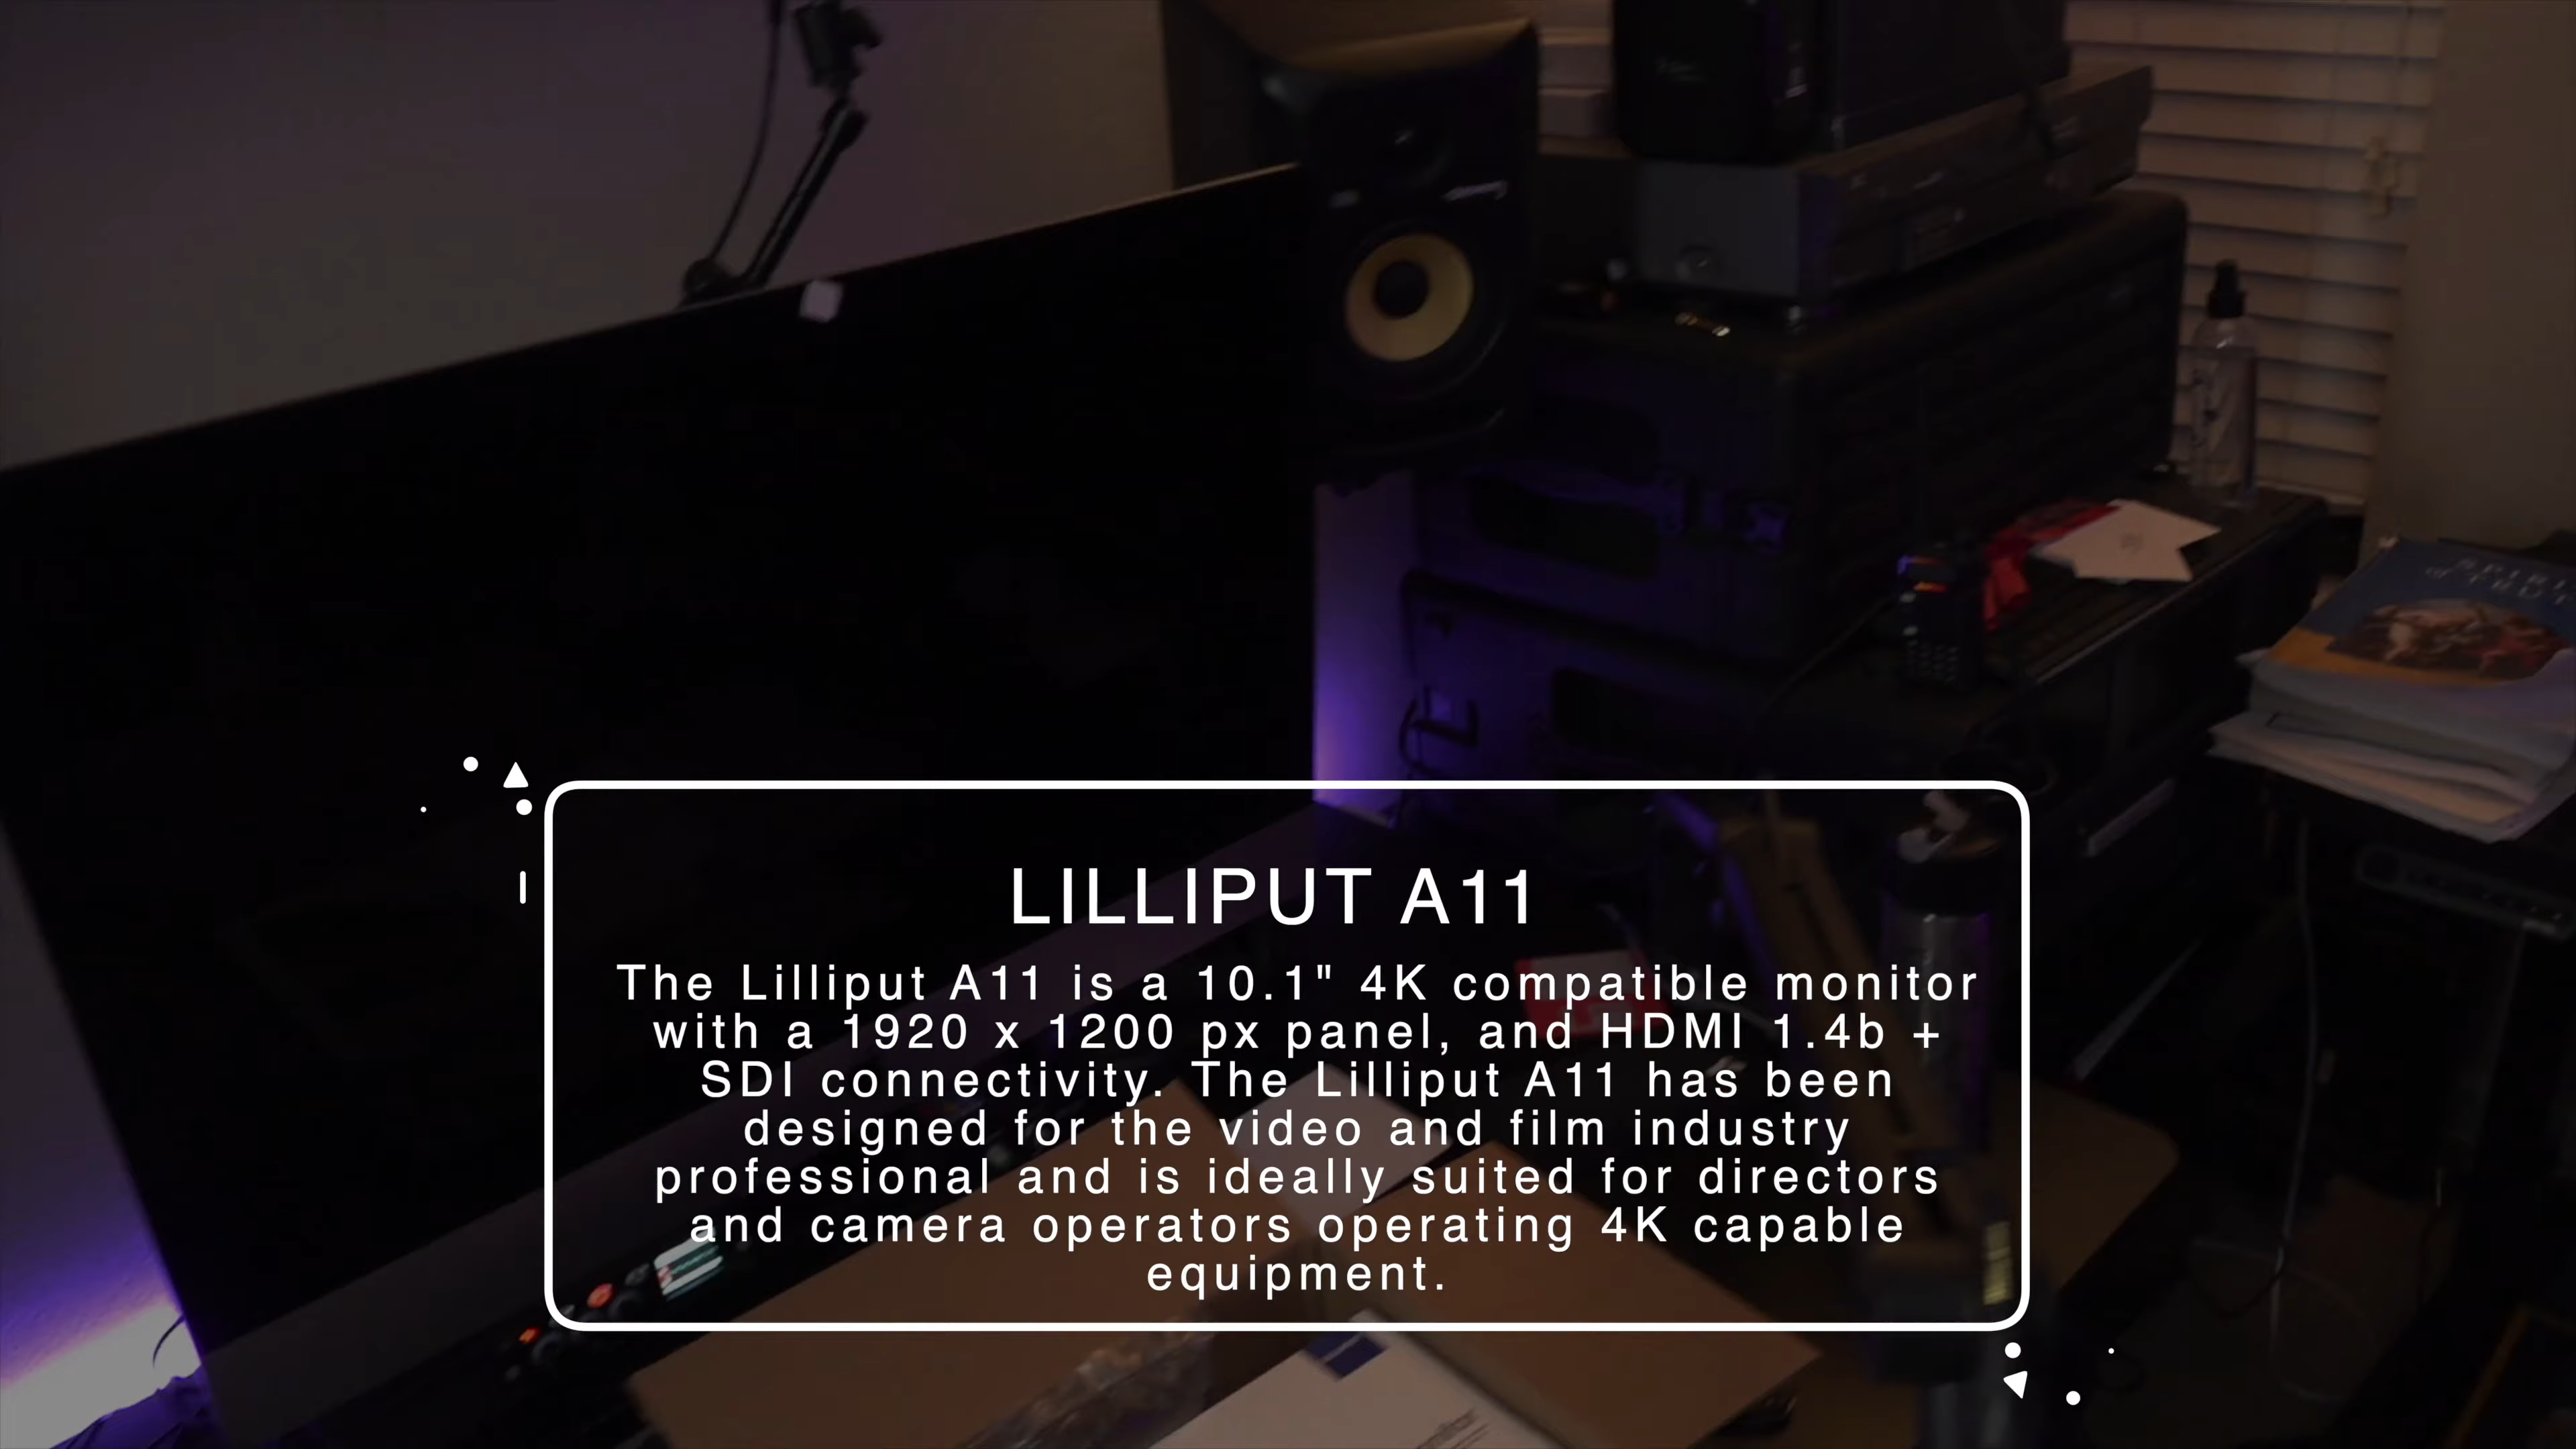 LILLIPUT A11
The Lilliput A11 is a 10.1" 4K compatible monitor
with a 1920 x 1200 px panel, and HDMI 1.4b +
SDI connectivity. The Lilliput A11 has been
designed for the video and film industry
professional and is ideally suited for directors
and camera operators operating 4K capable
equipment.